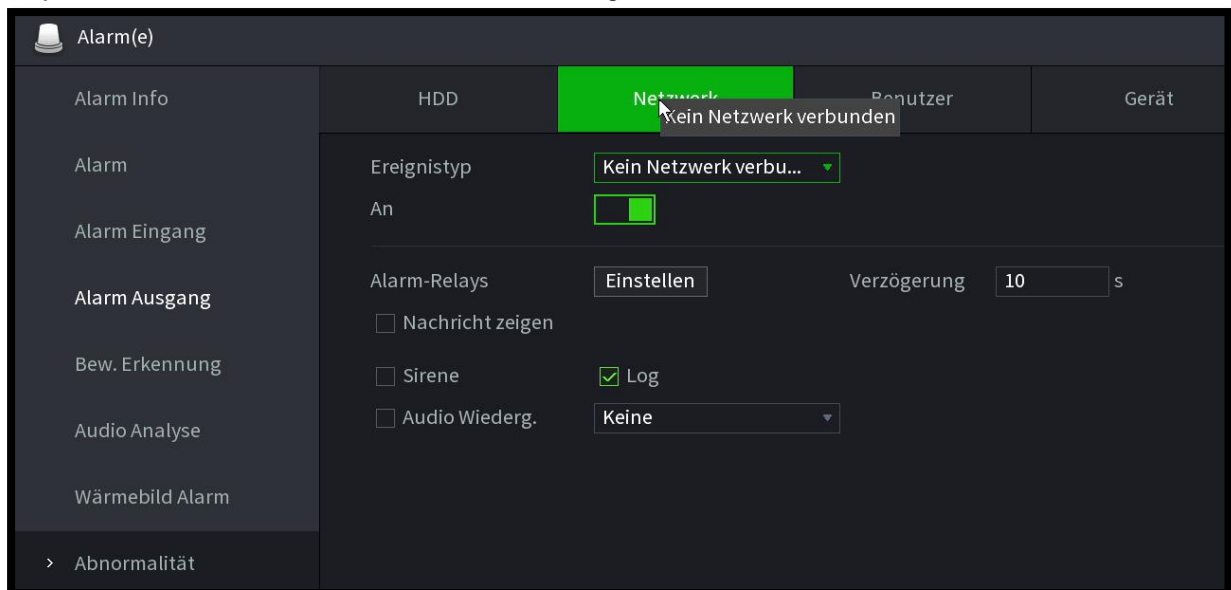 Alarm(e)
Alarm Info
Alarm
Alarm Eingang
Alarm Ausgang
Bew. Erkennung
Audio Analyse
Wärmebild Alarm
> Abnormalität
HDD Netzwerk Benutzer Gerät
Kein Netzwerk verbunden
Ereignistyp Kein Netzwerk verbu...
An
Alarm-Relays Einstellen Verzögerung 10 s
Nachricht zeigen
Sirene Log
Audio Wiederg. Keine